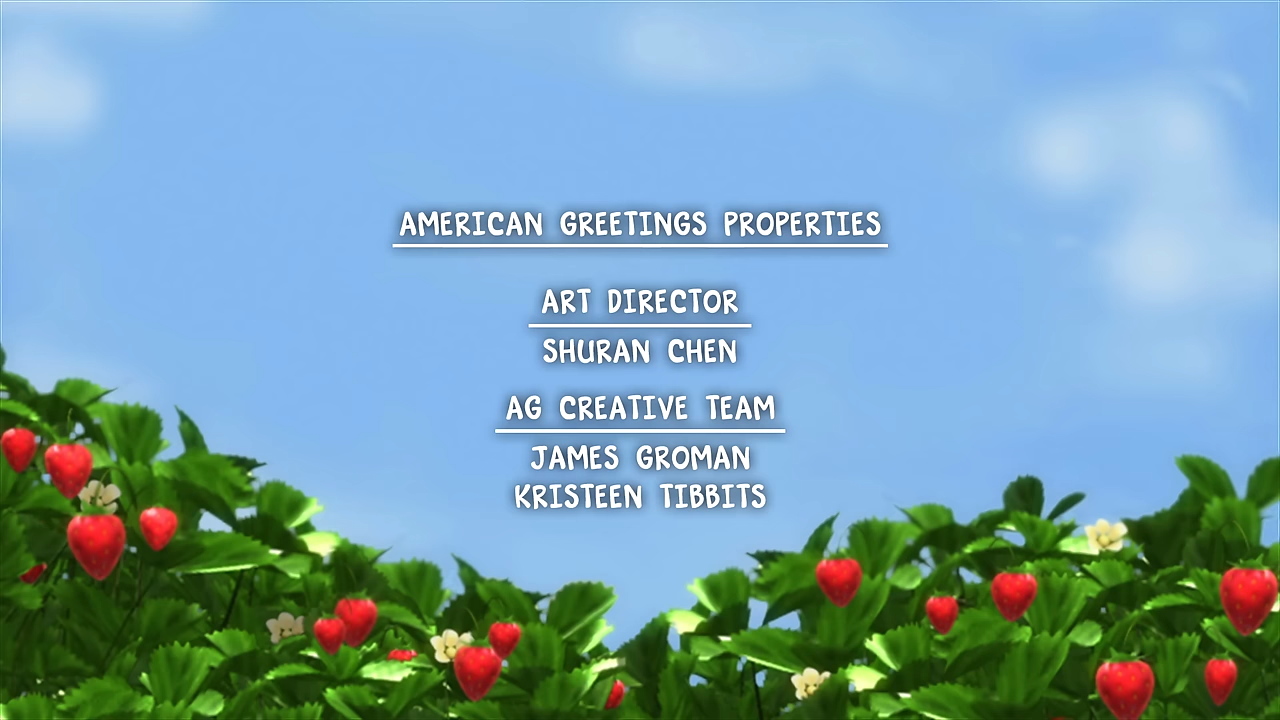 AMERICAN GREETINGS PROPERTIES
ART DIRECTOR
SHURAN CHEN
AG CREATIVE TEAM
JAMES GROMAN
KRISTEEN TIBBITS